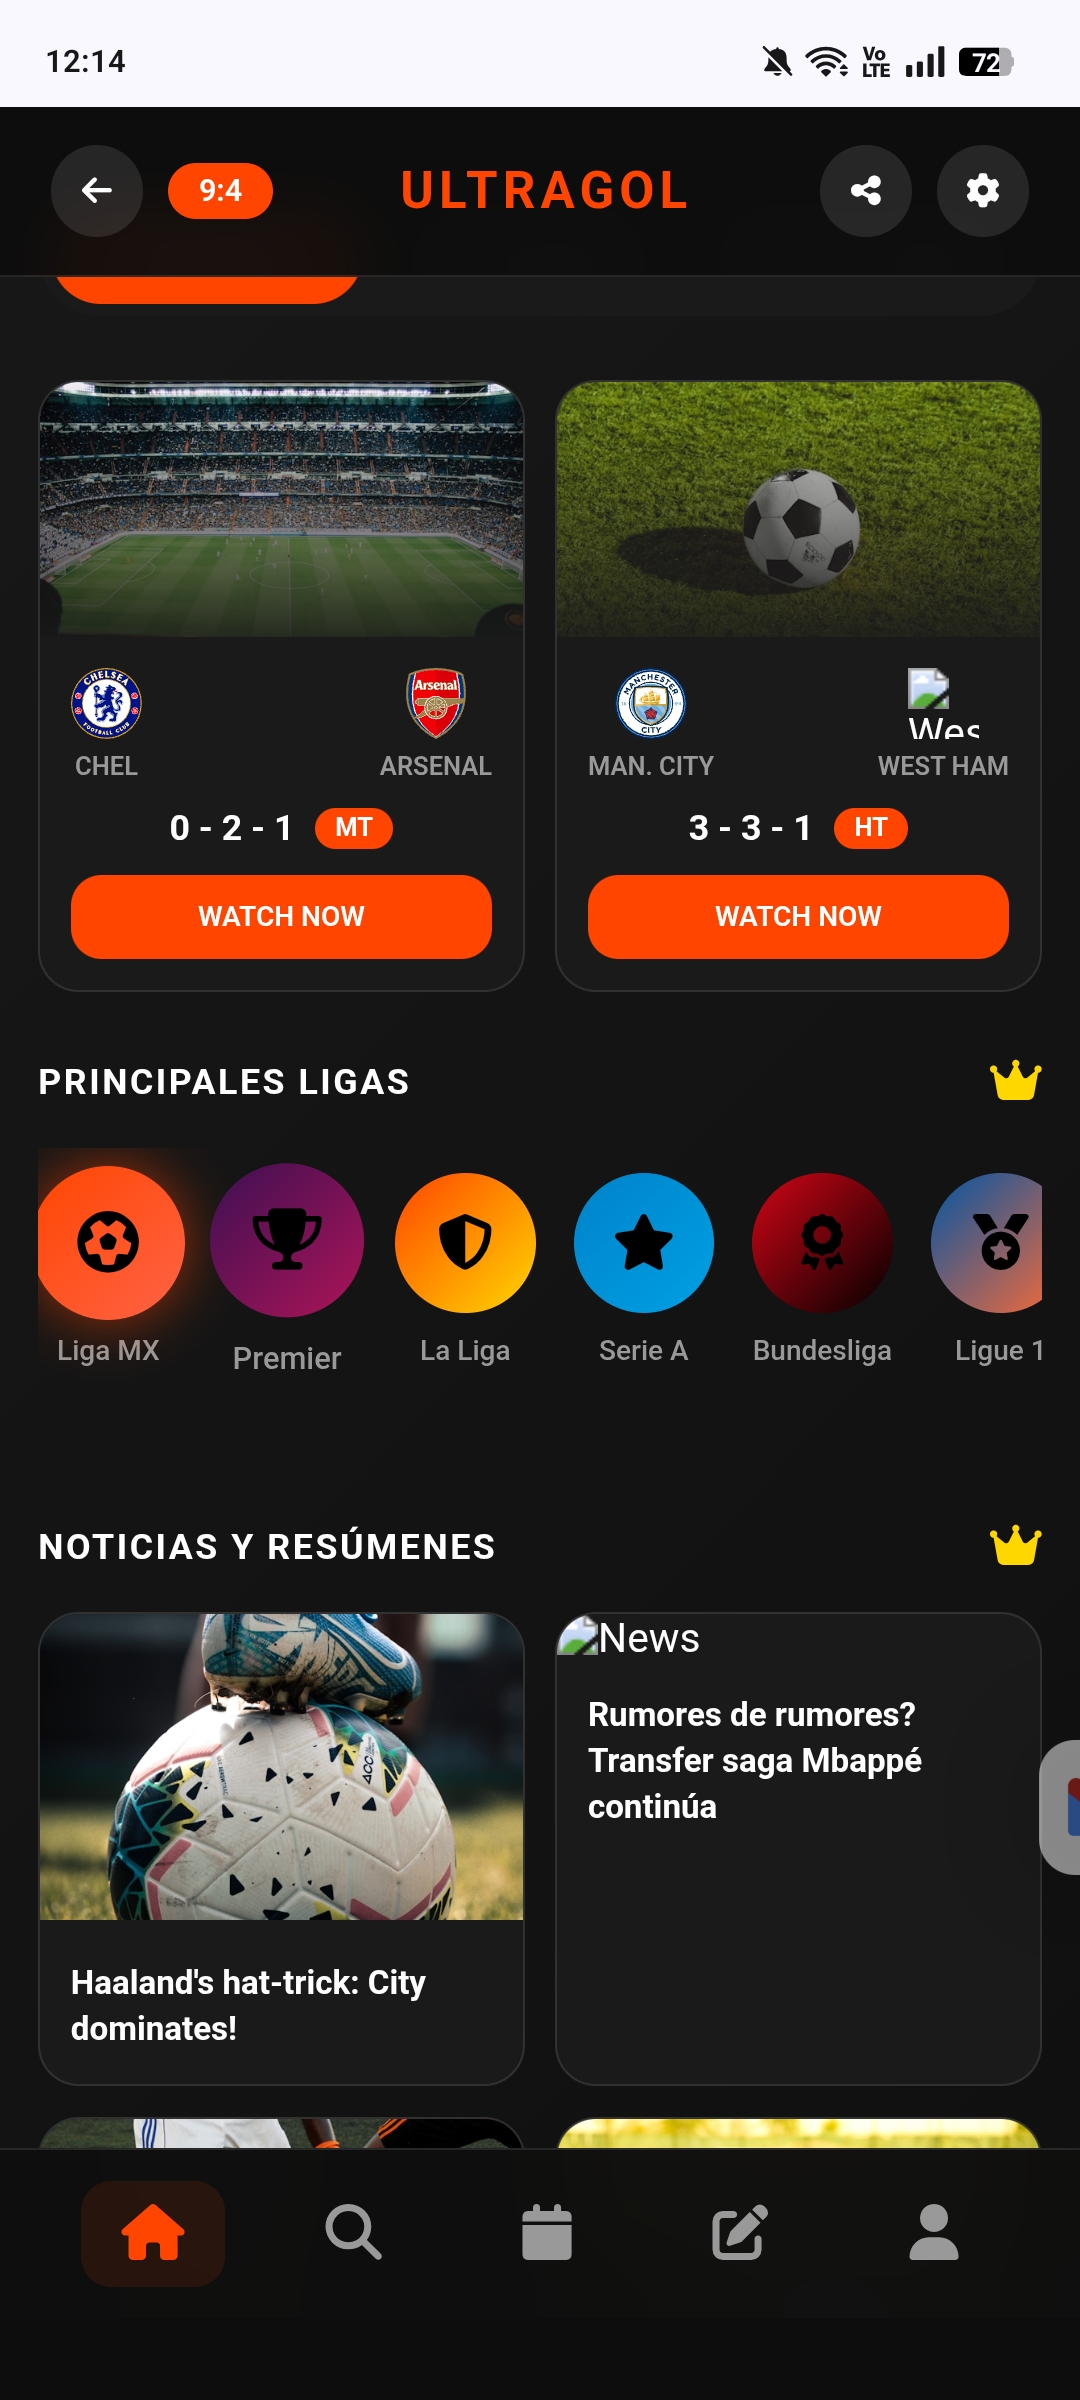 12:14
Vo
LTE
72
9:4
ULTRAGOL
CHELSEA
FOOTBALL CLUB
Arsenal
MANCHESTER
CITY
Wes
CHEL
ARSENAL
MAN. CITY
WEST HAM
0 - 2 - 1
MT
3 - 3 - 1
HT
WATCH NOW
WATCH NOW
PRINCIPALES LIGAS
Liga MX
Premier
La Liga
Serie A
Bundesliga
Ligue 1
NOTICIAS Y RESÚMENES
News
Rumores de rumores?
Transfer saga Mbappé
continúa
Haaland's hat-trick: City
dominates!